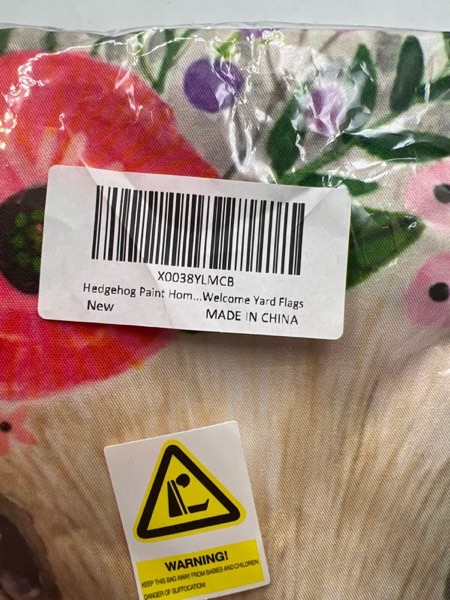 X0038YLMCB
Hedgehog Paint Hom...Welcome Yard Flags
New MADE IN CHINA
WARNING!
KEEP THIS BAG AWAY FROM BABIES AND CHILDREN
DANGER OF SUFFOCATION!